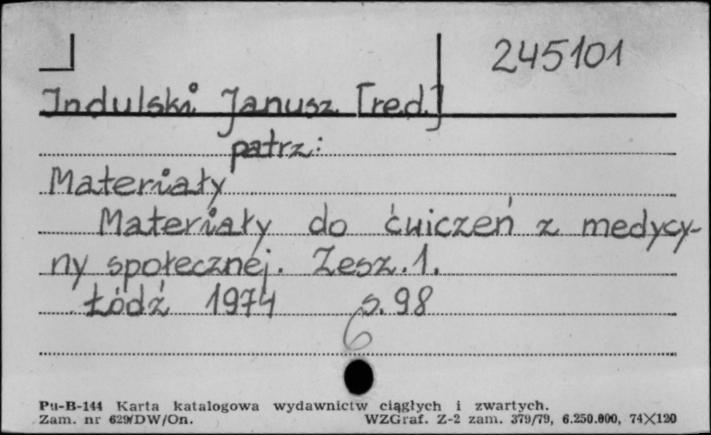 245101
Indulski Janusz [red.]
patrz:
Materiały
Materiały do ćwiczeń z medycy-
ny społecznej. Zesz. 1.
Łódź 1974 s. 98
6
Pu-B-144 Karta katalogowa wydawnictw ciągłych i zwartych.
Zam. nr 629/DW/On. WZGraf. Z-2 zam. 379/79, 6.250.000, 74X120